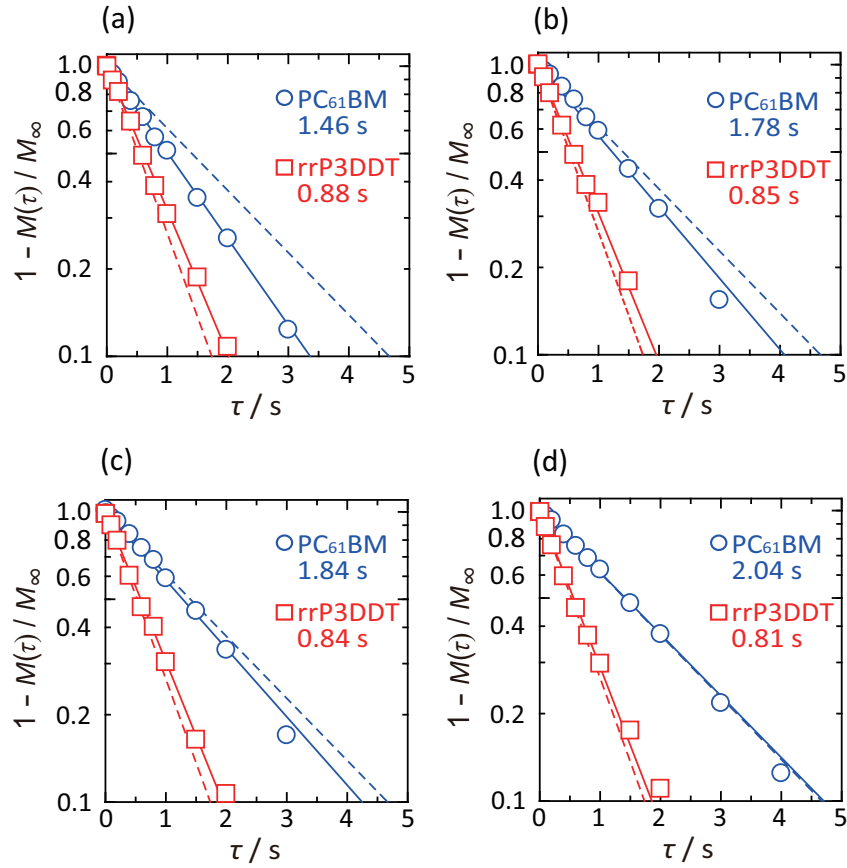 (a)
1 - M(τ) / M∞
1.0
0.8
0.6
0.4
0.2
0.1
0 1 2 3 4 5
τ / s
PC₆₁BM
1.46 s
rrP3DDT
0.88 s
(b)
1 - M(τ) / M∞
1.0
0.8
0.6
0.4
0.2
0.1
0 1 2 3 4 5
τ / s
PC₆₁BM
1.78 s
rrP3DDT
0.85 s
(c)
1 - M(τ) / M∞
1.0
0.8
0.6
0.4
0.2
0.1
0 1 2 3 4 5
τ / s
PC₆₁BM
1.84 s
rrP3DDT
0.84 s
(d)
1 - M(τ) / M∞
1.0
0.8
0.6
0.4
0.2
0.1
0 1 2 3 4 5
τ / s
PC₆₁BM
2.04 s
rrP3DDT
0.81 s